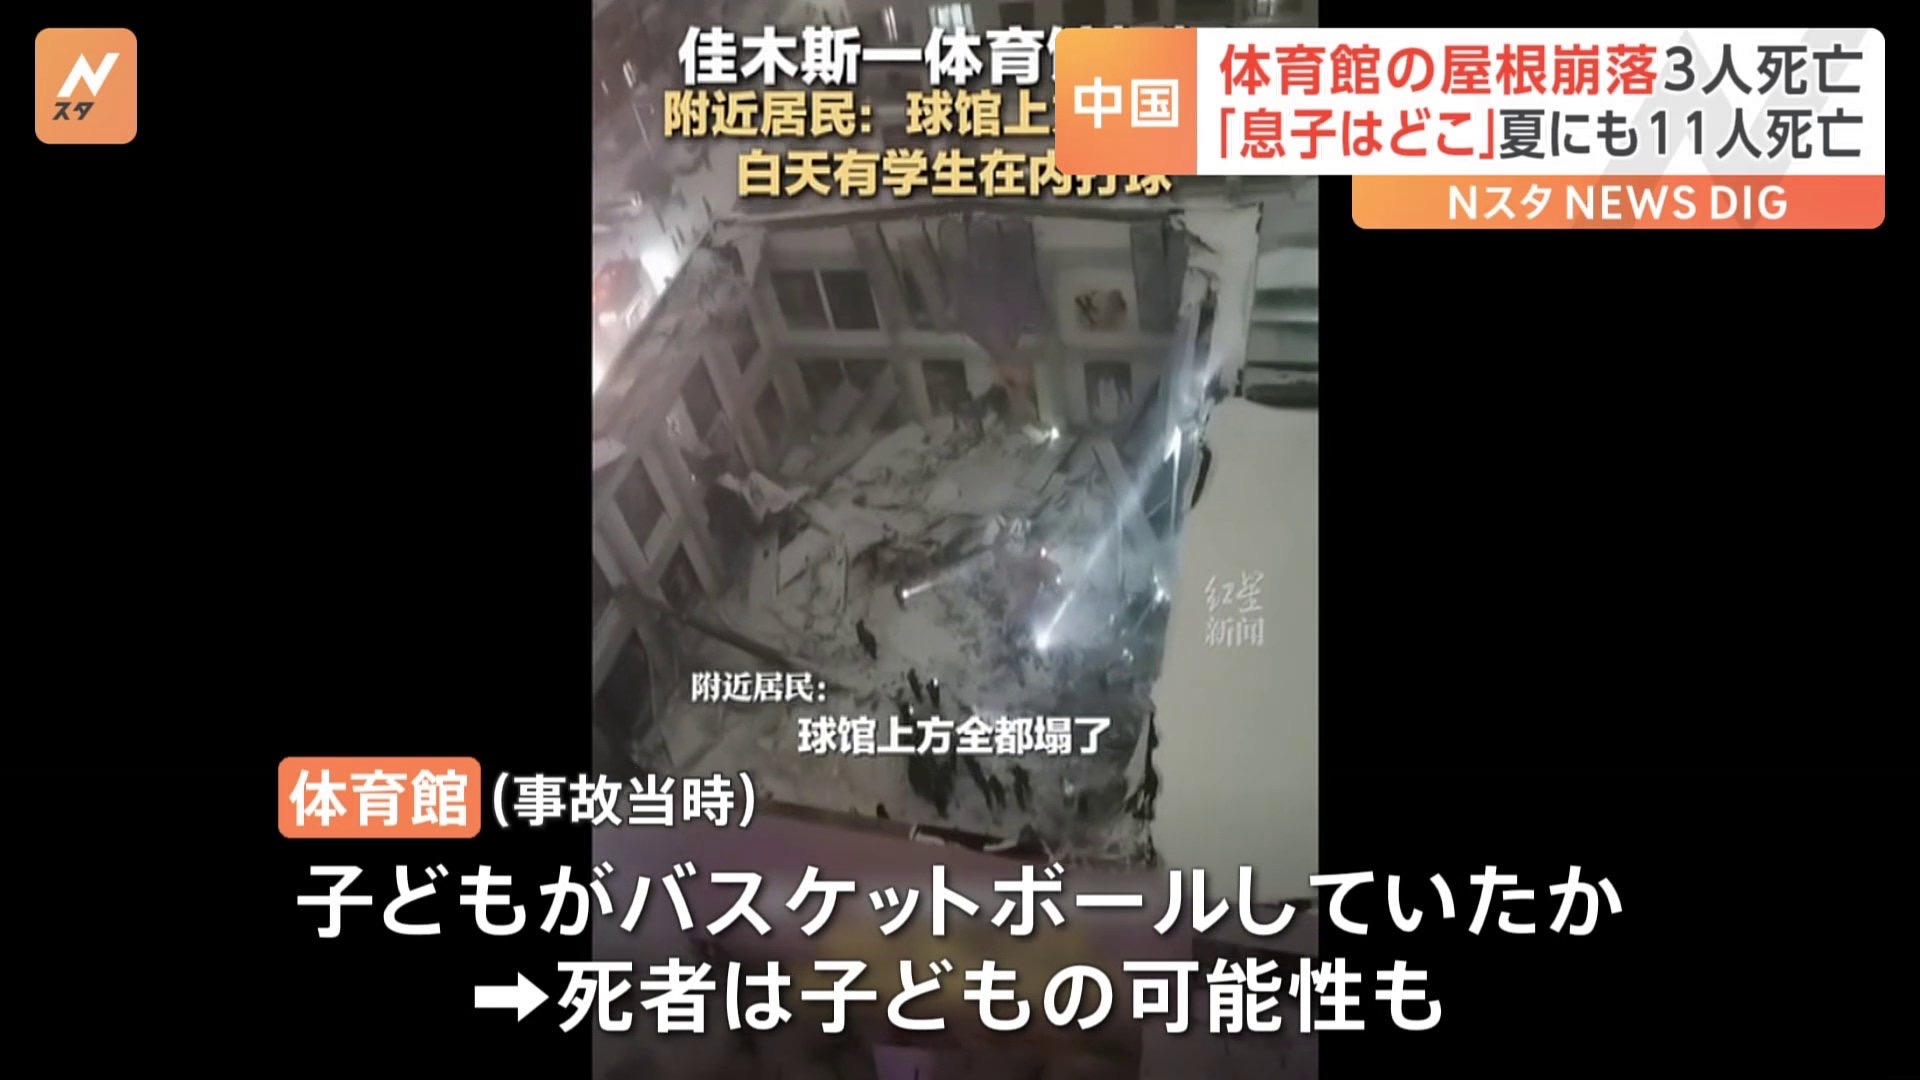 Nスタ
佳木斯一体育
附近居民：球馆上
白天有学生在内打球
中国
体育館の屋根崩落3人死亡
「息子はどこ」夏にも11人死亡
Nスタ NEWS DIG
红星
新闻
附近居民：
球馆上方全都塌了
体育館（事故当時）
子どもがバスケットボールしていたか
➡死者は子どもの可能性も